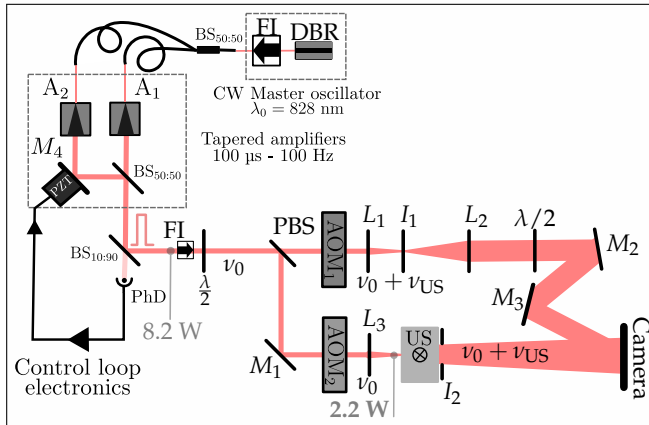 BS50:50
FI
DBR
A2
A1
CW Master oscillator
λ0 = 828 nm
Tapered amplifiers
100 µs - 100 Hz
M4
PZT
BS50:50
BS10:90
FI
λ/2
ν0
PBS
AOM1
L1
I1
L2
λ/2
M2
ν0 + νUS
M3
PhD
8.2 W
M1
AOM2
L3
ν0
US
ν0 + νUS
I2
2.2 W
Camera
Control loop
electronics